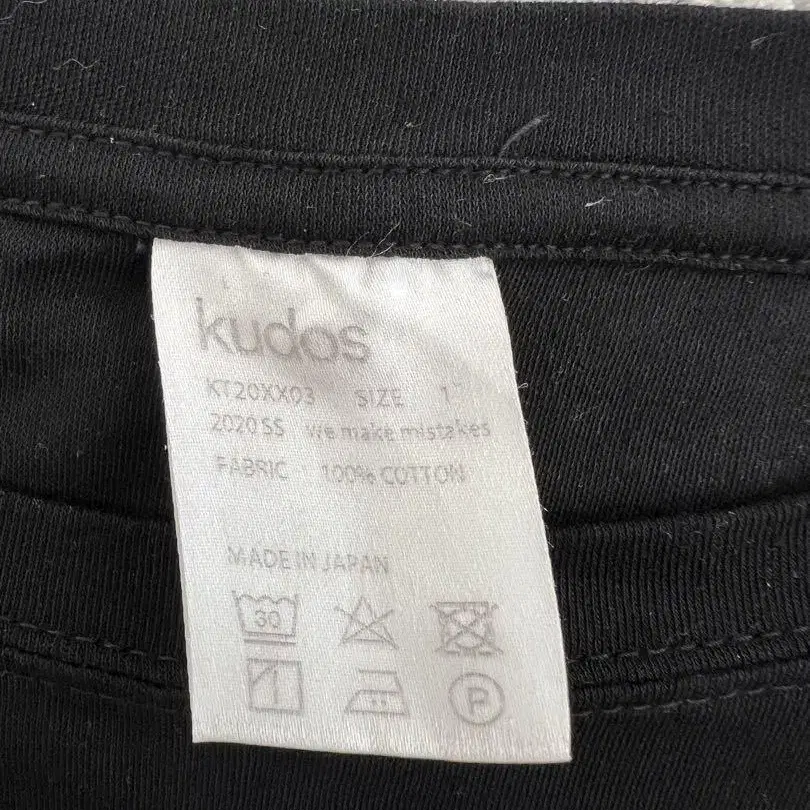 kudos
KT20XX03 SIZE 1
2020SS we make mistakes
FABRIC 100% COTTON
MADE IN JAPAN
30
P